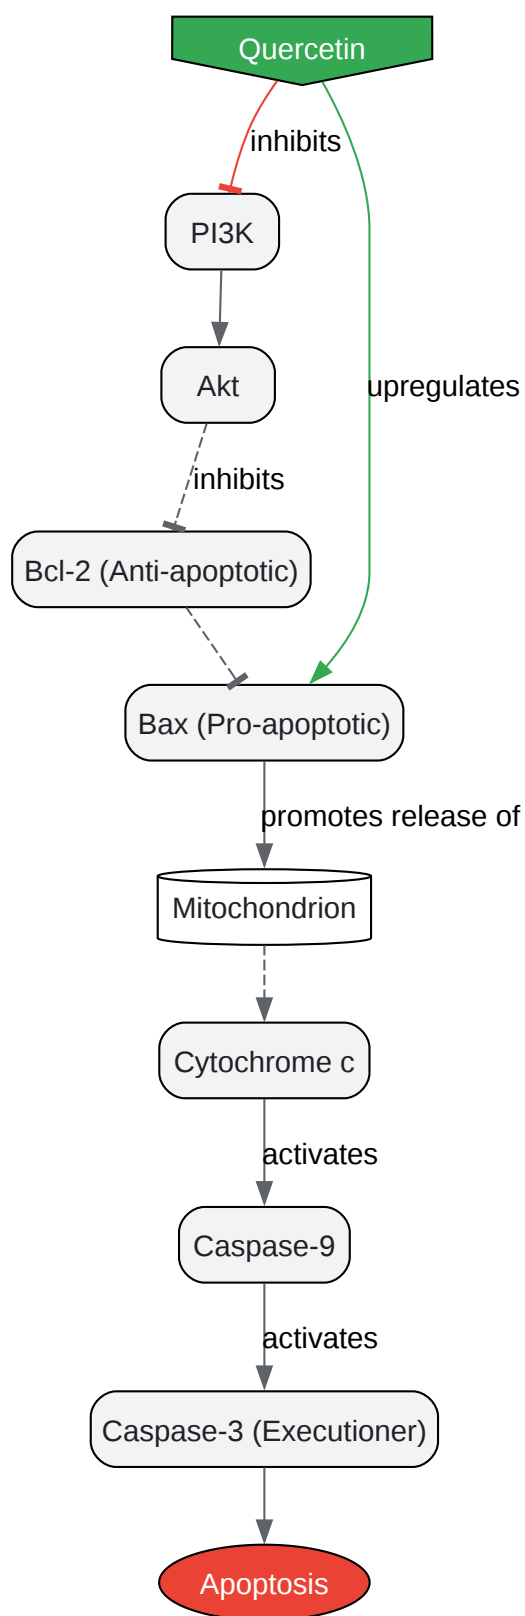 Quercetin
inhibits
PI3K
Akt
upregulates
inhibits
Bcl-2 (Anti-apoptotic)
Bax (Pro-apoptotic)
promotes release of
Mitochondrion
Cytochrome c
activates
Caspase-9
activates
Caspase-3 (Executioner)
Apoptosis